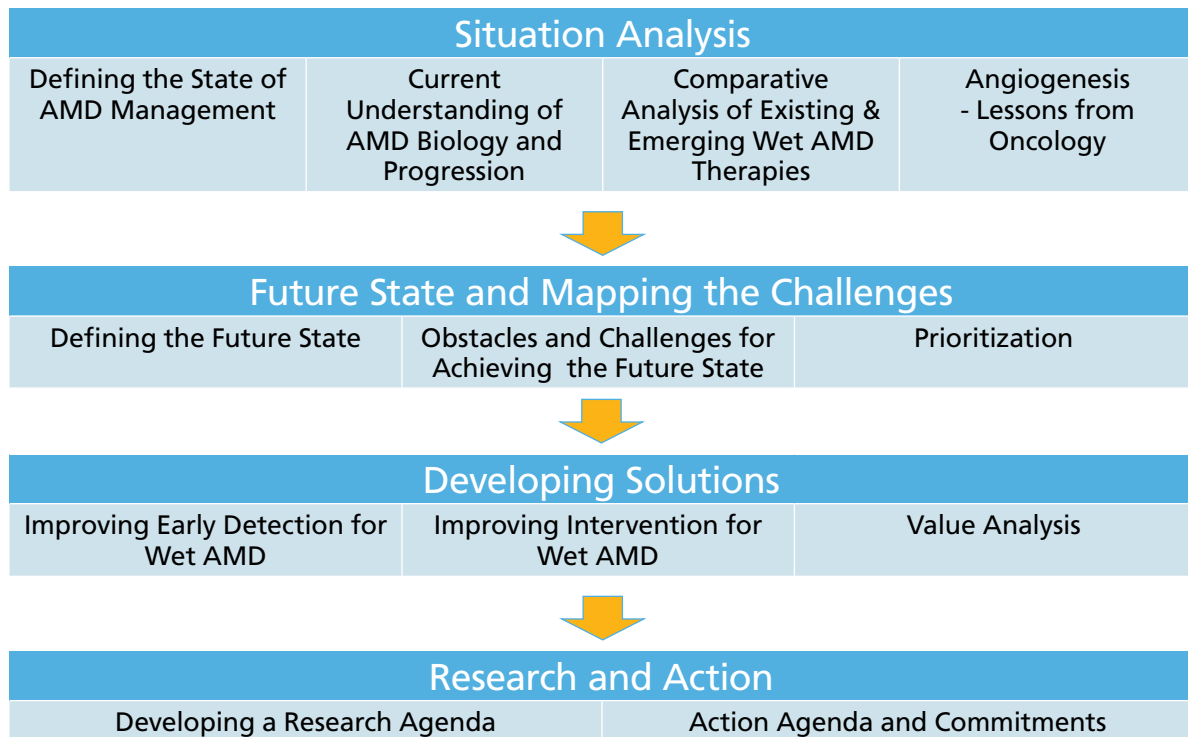 Situation Analysis
Defining the State of
AMD Management
Current
Understanding of
AMD Biology and
Progression
Comparative
Analysis of Existing &
Emerging Wet AMD
Therapies
Angiogenesis
- Lessons from
Oncology
Future State and Mapping the Challenges
Defining the Future State
Obstacles and Challenges for
Achieving the Future State
Prioritization
Developing Solutions
Improving Early Detection for
Wet AMD
Improving Intervention for
Wet AMD
Value Analysis
Research and Action
Developing a Research Agenda
Action Agenda and Commitments